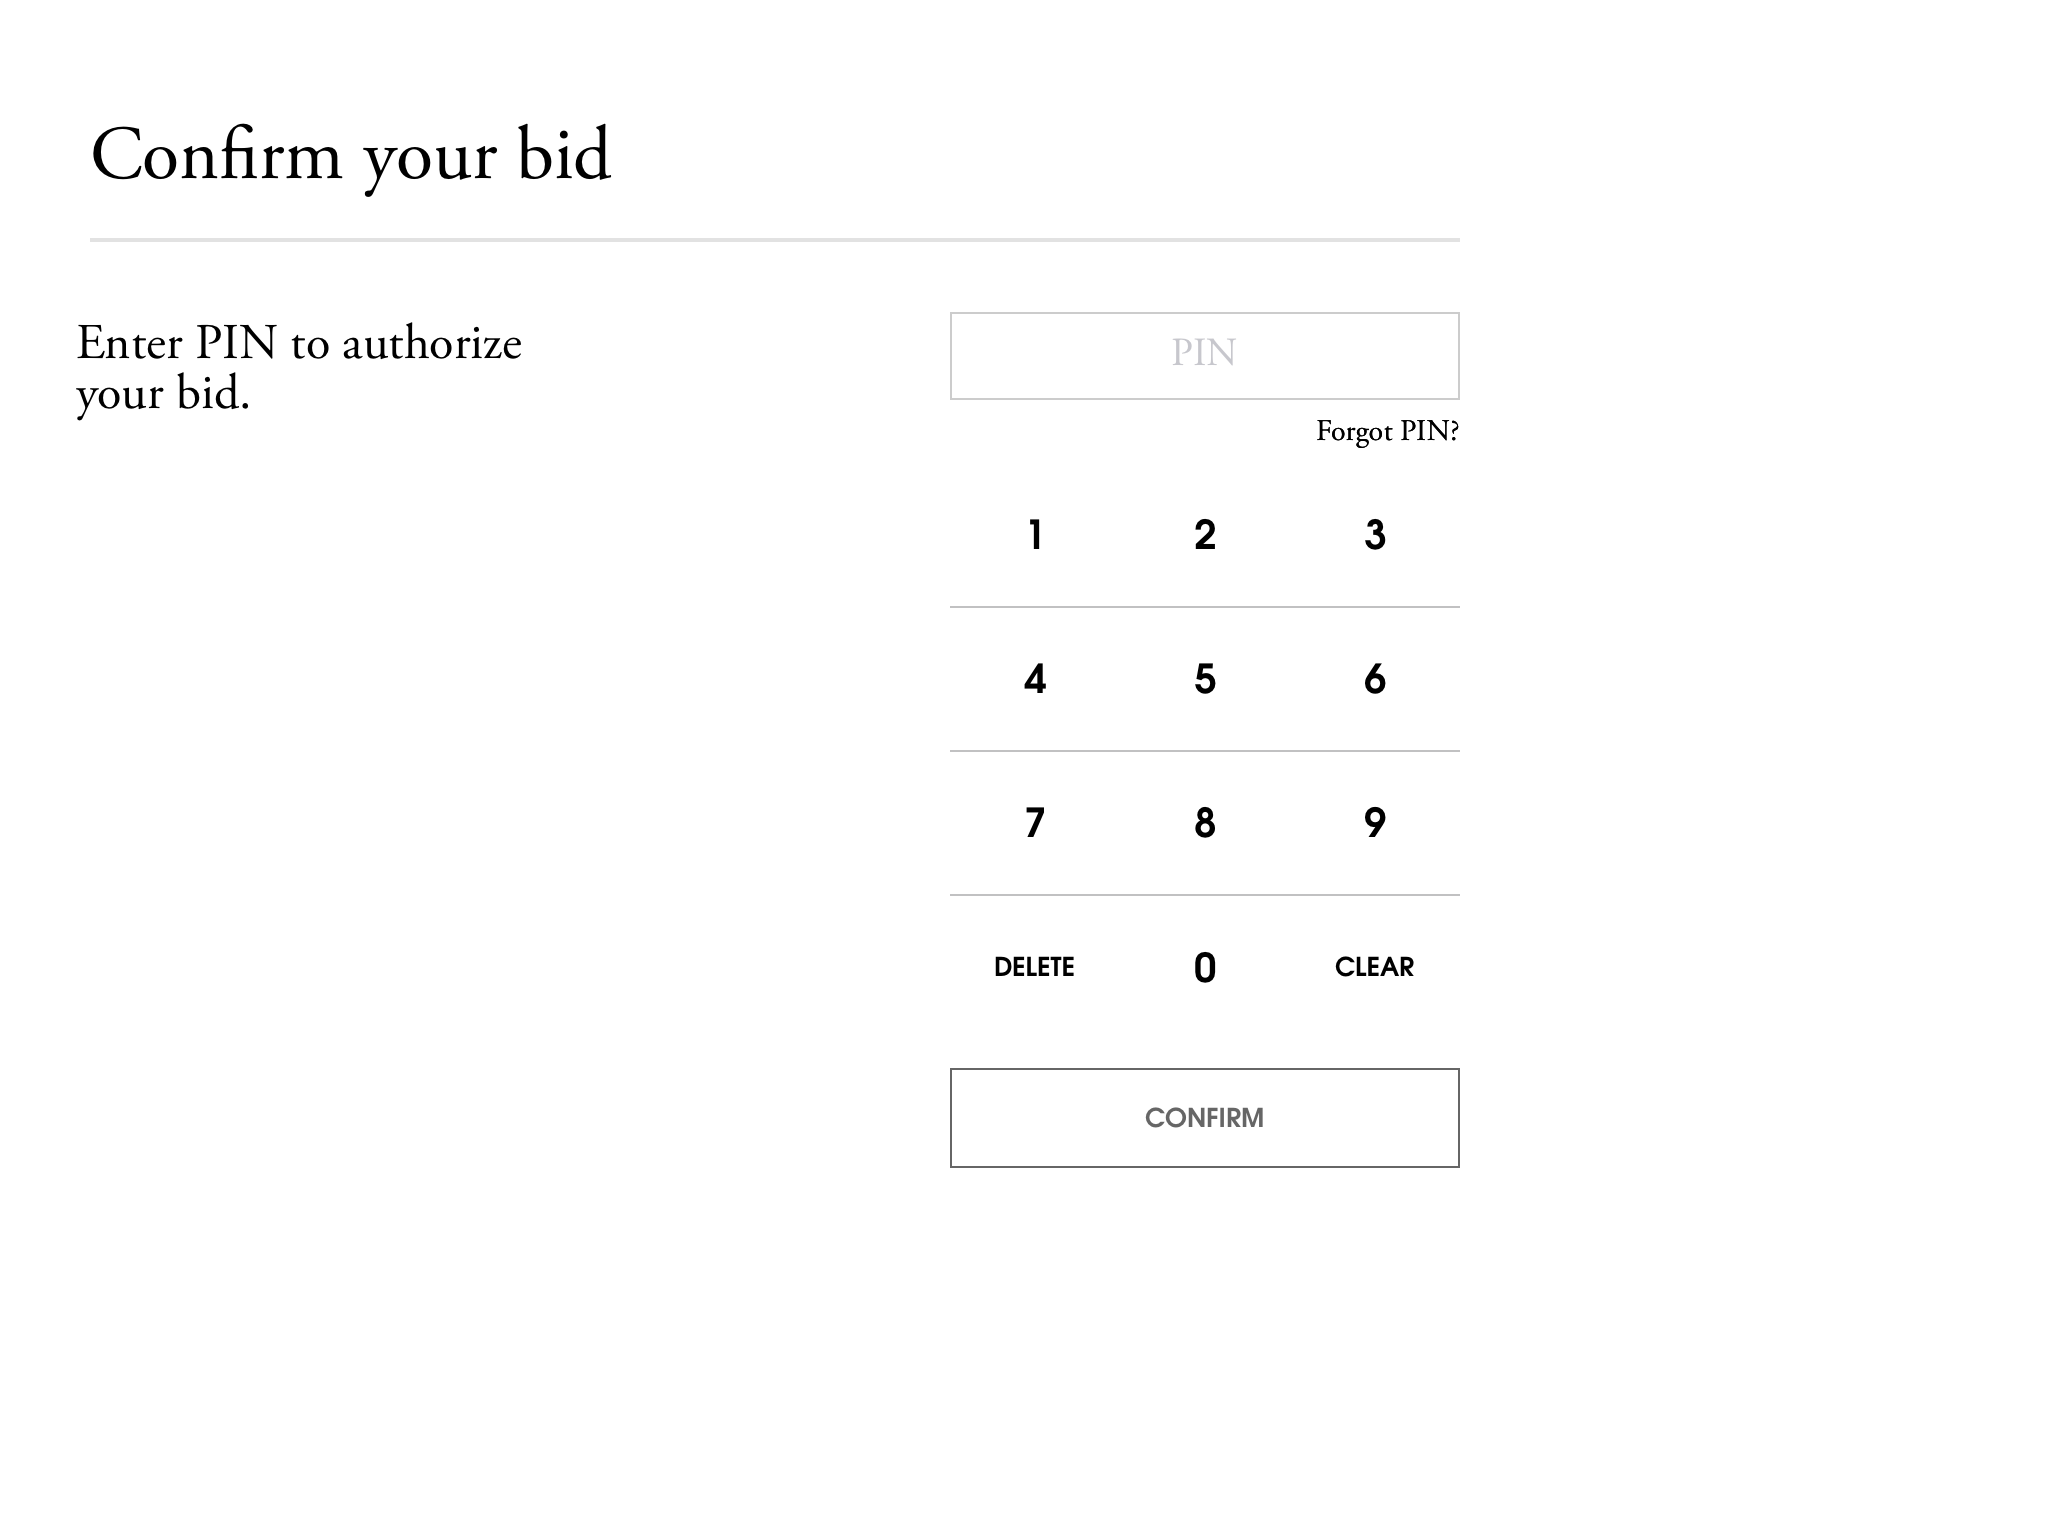 Confirm your bid
Enter PIN to authorize
your bid.
PIN
Forgot PIN?
1 2 3
4 5 6
7 8 9
DELETE 0 CLEAR
CONFIRM